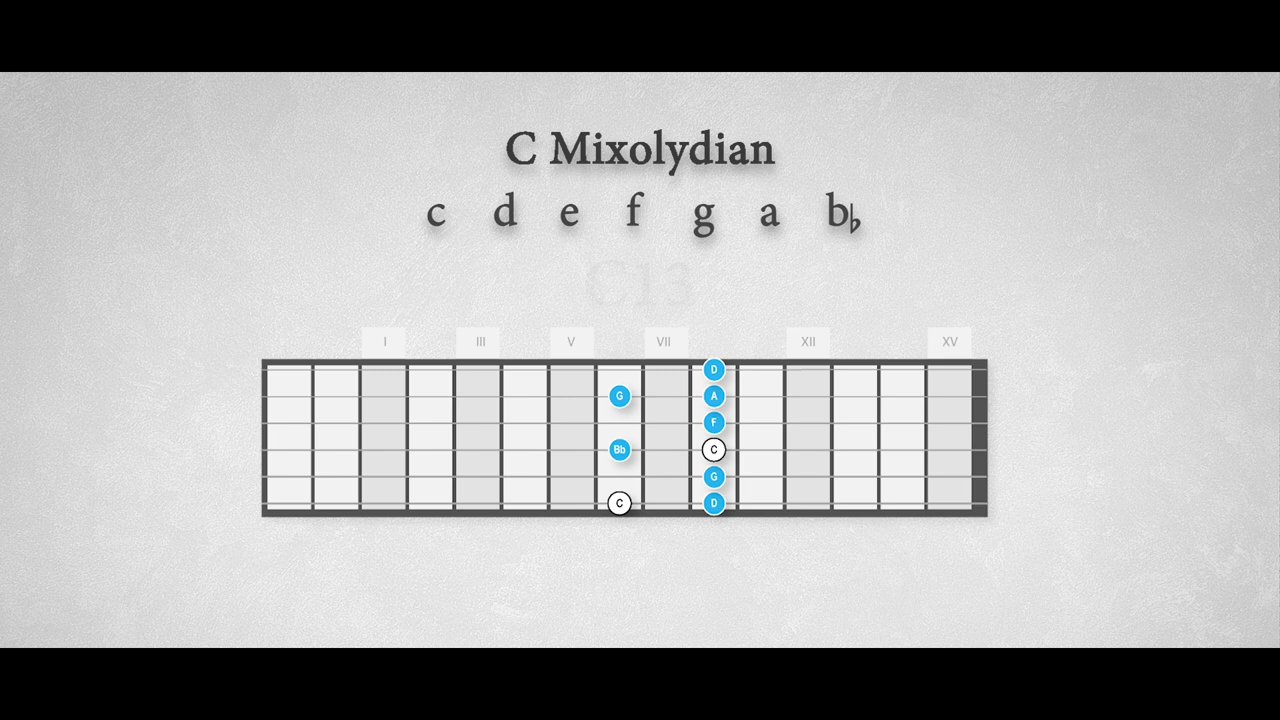 C Mixolydian
c d e f g a b♭
C13
I III V VII XII XV
D
G A
F
Bb C
G
C D